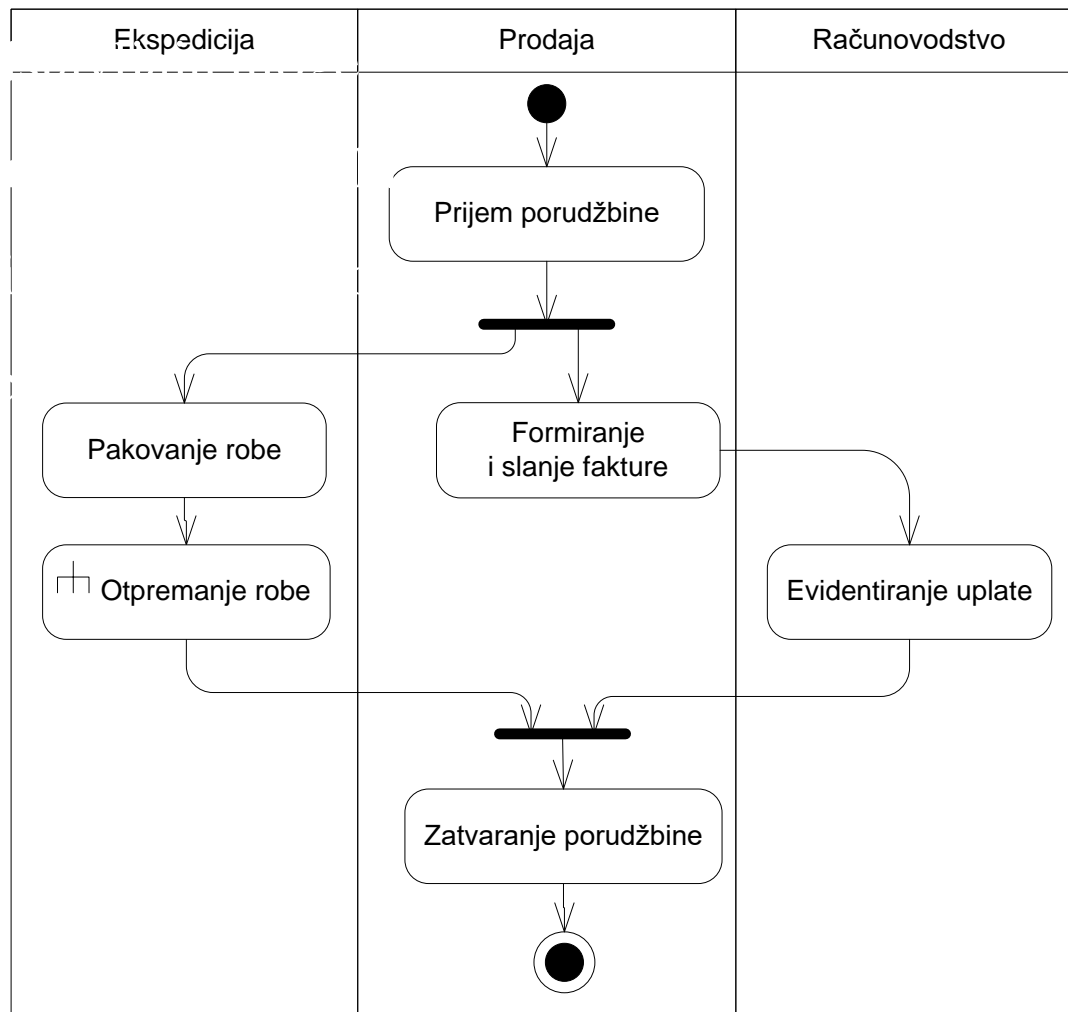 Ekspedicija
Prodaja
Računovodstvo
Prijem porudžbine
Pakovanje robe
Formiranje
i slanje fakture
Otpremanje robe
Evidentiranje uplate
Zatvaranje porudžbine